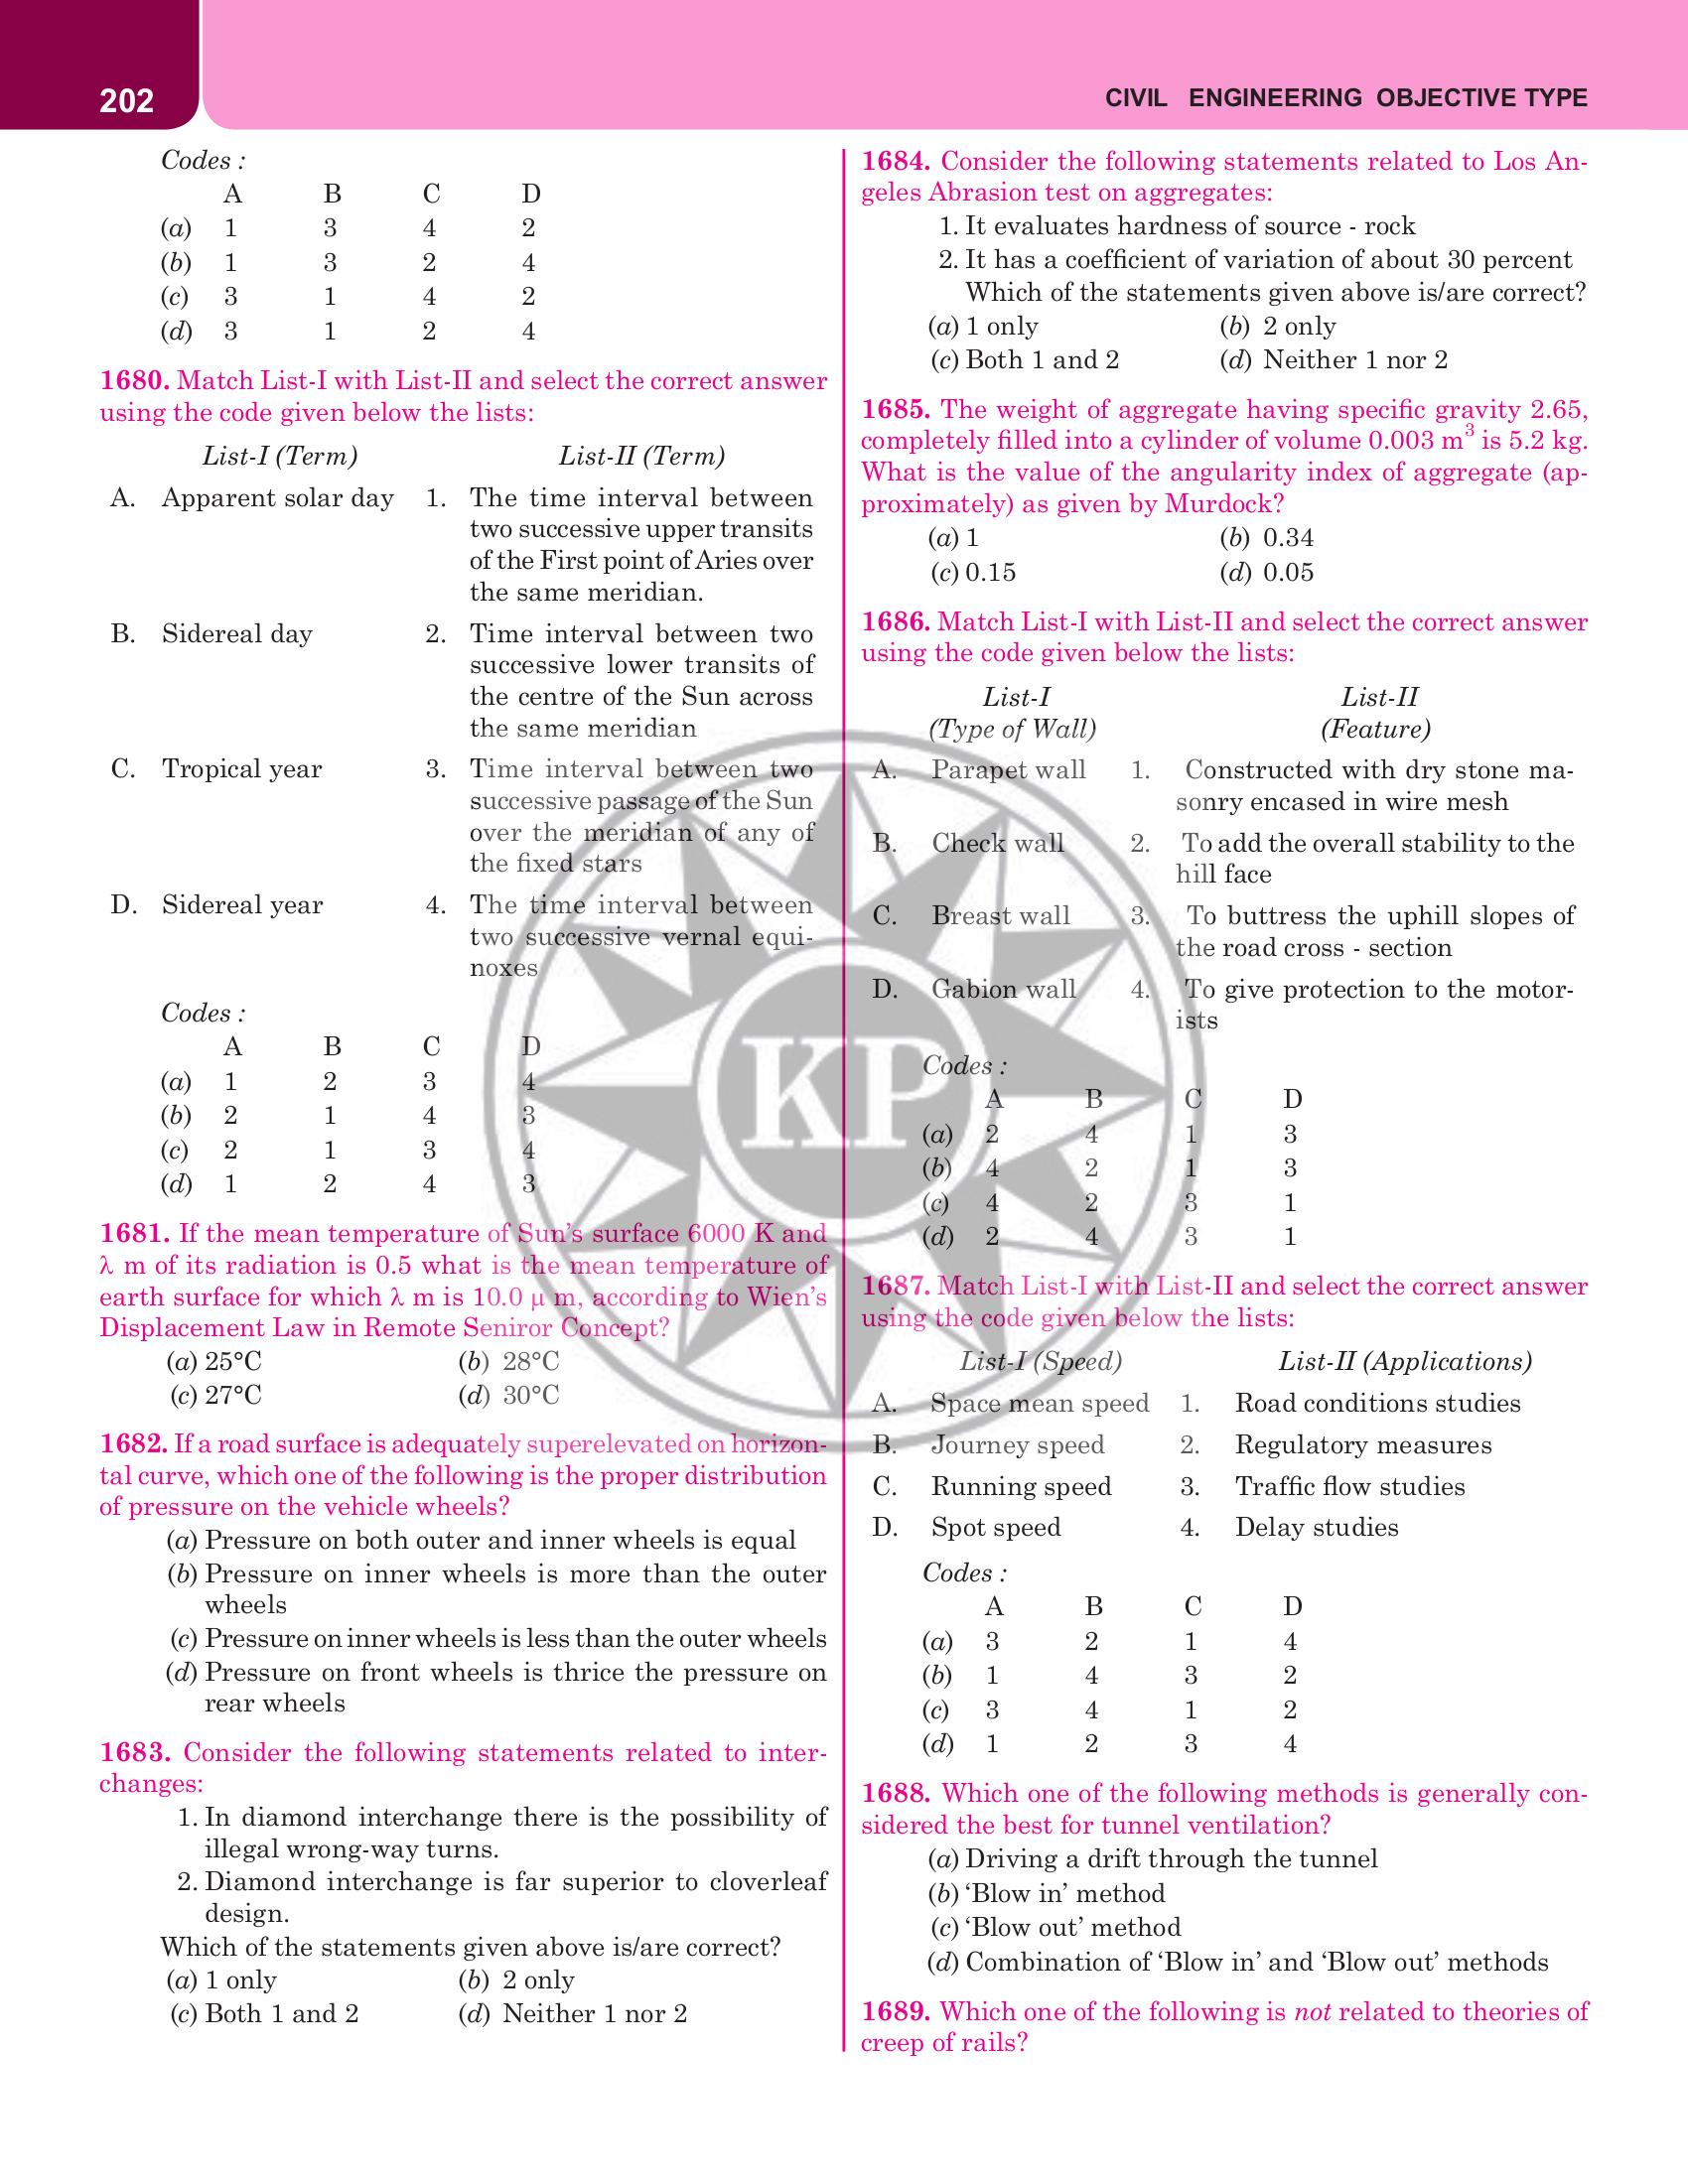 202
CIVIL ENGINEERING OBJECTIVE TYPE
Codes :
A B C D
(a) 1 3 4 2
(b) 1 3 2 4
(c) 3 1 4 2
(d) 3 1 2 4
1680. Match List-I with List-II and select the correct answer
using the code given below the lists:
List-I (Term) List-II (Term)
A. Apparent solar day 1. The time interval between
two successive upper transits
of the First point of Aries over
the same meridian.
B. Sidereal day 2. Time interval between two
successive lower transits of
the centre of the Sun across
the same meridian
C. Tropical year 3. Time interval between two
successive passage of the Sun
over the meridian of any of
the fixed stars
D. Sidereal year 4. The time interval between
two successive vernal equi-
noxes
Codes :
A B C D
(a) 1 2 3 4
(b) 2 1 4 3
(c) 2 1 3 4
(d) 1 2 4 3
1681. If the mean temperature of Sun's surface 6000 K and
λ m of its radiation is 0.5 what is the mean temperature of
earth surface for which λ m is 10.0 μ m, according to Wien's
Displacement Law in Remote Seniror Concept?
(a) 25°C (b) 28°C
(c) 27°C (d) 30°C
1682. If a road surface is adequately superelevated on horizon-
tal curve, which one of the following is the proper distribution
of pressure on the vehicle wheels?
(a) Pressure on both outer and inner wheels is equal
(b) Pressure on inner wheels is more than the outer
wheels
(c) Pressure on inner wheels is less than the outer wheels
(d) Pressure on front wheels is thrice the pressure on
rear wheels
1683. Consider the following statements related to inter-
changes:
1. In diamond interchange there is the possibility of
illegal wrong-way turns.
2. Diamond interchange is far superior to cloverleaf
design.
Which of the statements given above is/are correct?
(a) 1 only (b) 2 only
(c) Both 1 and 2 (d) Neither 1 nor 2
1684. Consider the following statements related to Los An-
geles Abrasion test on aggregates:
1. It evaluates hardness of source - rock
2. It has a coefficient of variation of about 30 percent
Which of the statements given above is/are correct?
(a) 1 only (b) 2 only
(c) Both 1 and 2 (d) Neither 1 nor 2
1685. The weight of aggregate having specific gravity 2.65,
completely filled into a cylinder of volume 0.003 m³ is 5.2 kg.
What is the value of the angularity index of aggregate (ap-
proximately) as given by Murdock?
(a) 1 (b) 0.34
(c) 0.15 (d) 0.05
1686. Match List-I with List-II and select the correct answer
using the code given below the lists:
List-I List-II
(Type of Wall) (Feature)
A. Parapet wall 1. Constructed with dry stone ma-
sonry encased in wire mesh
B. Check wall 2. To add the overall stability to the
hill face
C. Breast wall 3. To buttress the uphill slopes of
the road cross - section
D. Gabion wall 4. To give protection to the motor-
ists
Codes :
A B C D
(a) 2 4 1 3
(b) 4 2 1 3
(c) 4 2 3 1
(d) 2 4 3 1
1687. Match List-I with List-II and select the correct answer
using the code given below the lists:
List-I (Speed) List-II (Applications)
A. Space mean speed 1. Road conditions studies
B. Journey speed 2. Regulatory measures
C. Running speed 3. Traffic flow studies
D. Spot speed 4. Delay studies
Codes :
A B C D
(a) 3 2 1 4
(b) 1 4 3 2
(c) 3 4 1 2
(d) 1 2 3 4
1688. Which one of the following methods is generally con-
sidered the best for tunnel ventilation?
(a) Driving a drift through the tunnel
(b) 'Blow in' method
(c) 'Blow out' method
(d) Combination of 'Blow in' and 'Blow out' methods
1689. Which one of the following is not related to theories of
creep of rails?
KP